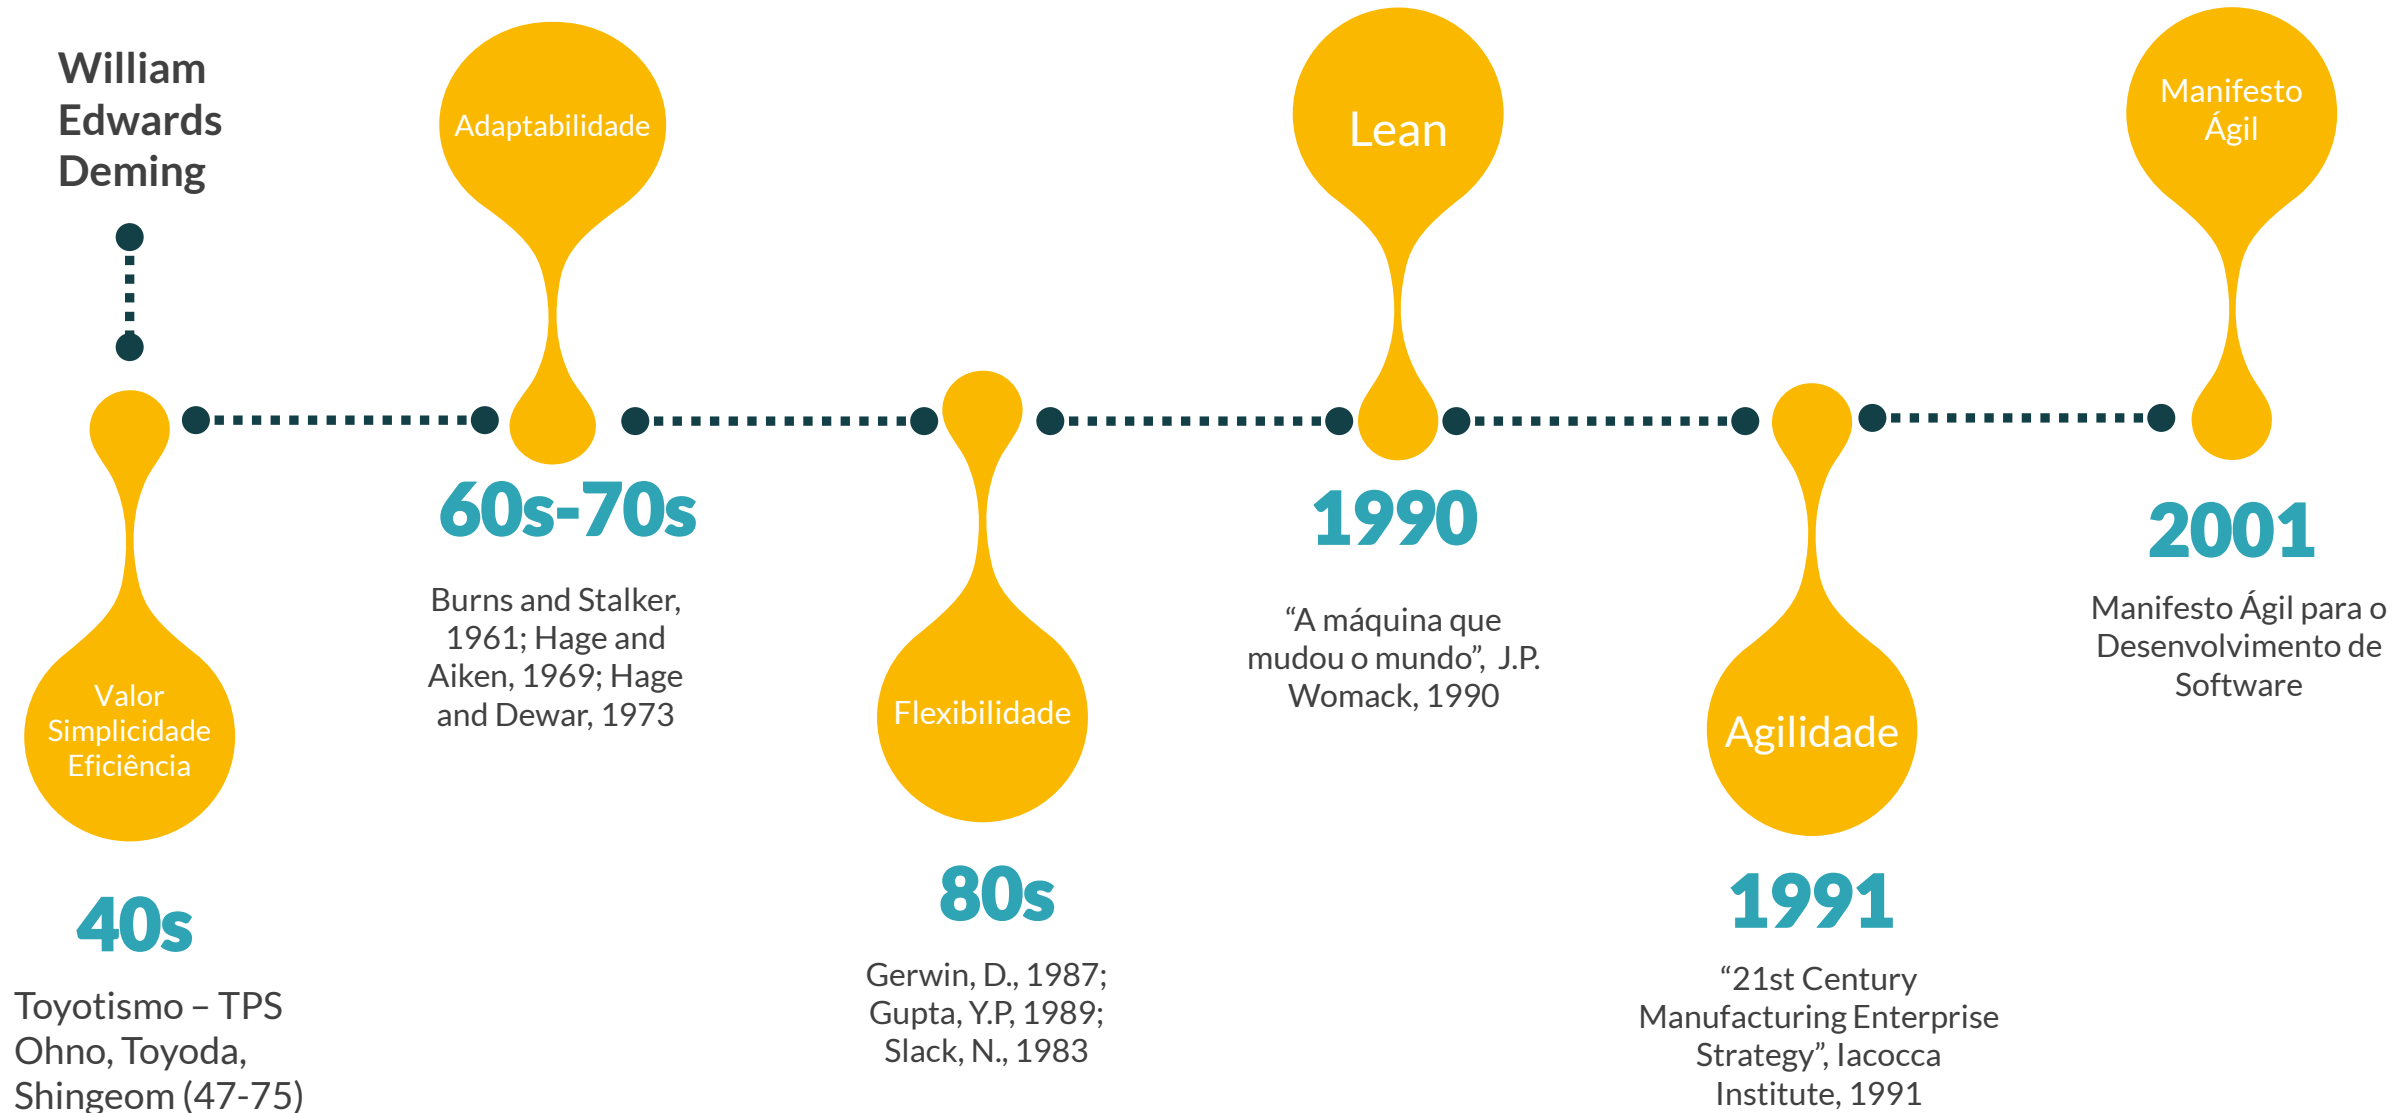 William
Edwards
Deming
Valor
Simplicidade
Eficiência
40s
Toyotismo – TPS
Ohno, Toyoda,
Shingeom (47-75)
Adaptabilidade
60s-70s
Burns and Stalker,
1961; Hage and
Aiken, 1969; Hage
and Dewar, 1973
Flexibilidade
80s
Gerwin, D., 1987;
Gupta, Y.P, 1989;
Slack, N., 1983
Lean
1990
“A máquina que
mudou o mundo”, J.P.
Womack, 1990
Agilidade
1991
“21st Century
Manufacturing Enterprise
Strategy”, Iacocca
Institute, 1991
Manifesto
Ágil
2001
Manifesto Ágil para o
Desenvolvimento de
Software